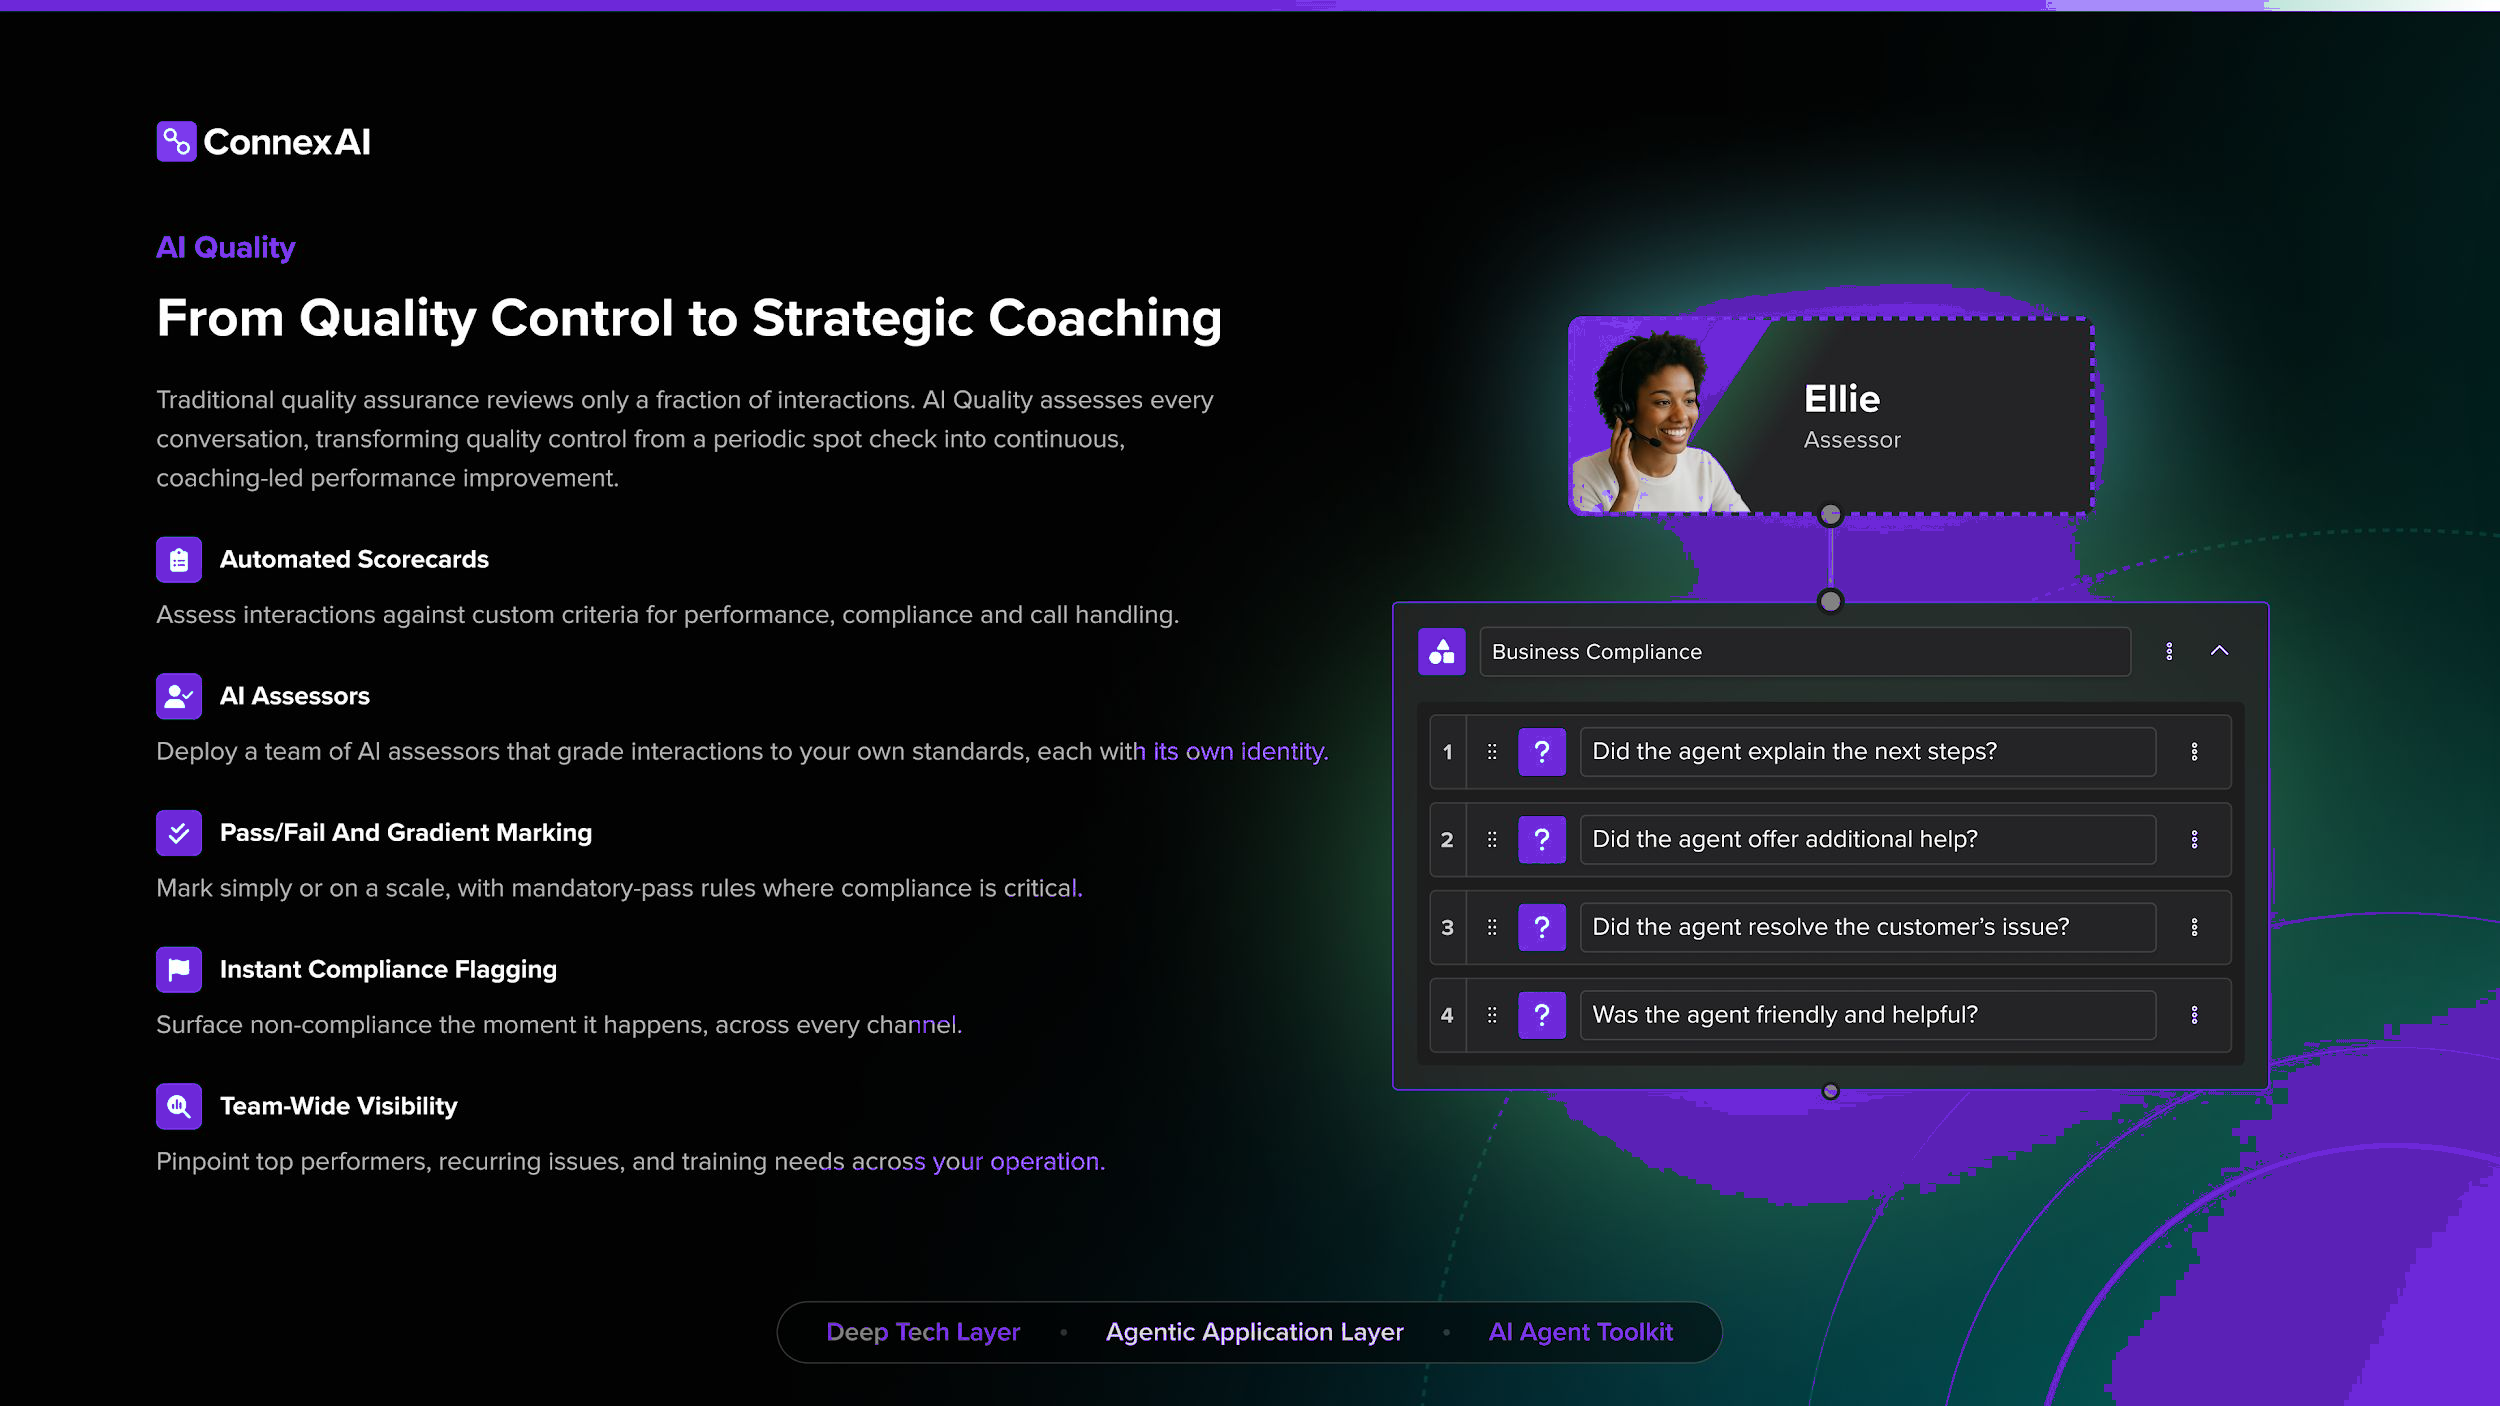 ConnexAI
AI Quality
From Quality Control to Strategic Coaching
Traditional quality assurance reviews only a fraction of interactions. AI Quality assesses every
conversation, transforming quality control from a periodic spot check into continuous,
coaching-led performance improvement.
Automated Scorecards
Assess interactions against custom criteria for performance, compliance and call handling.
AI Assessors
Deploy a team of AI assessors that grade interactions to your own standards, each with its own identity.
Pass/Fail And Gradient Marking
Mark simply or on a scale, with mandatory-pass rules where compliance is critical.
Instant Compliance Flagging
Surface non-compliance the moment it happens, across every channel.
Team-Wide Visibility
Pinpoint top performers, recurring issues, and training needs across your operation.
Ellie
Assessor
Business Compliance
1 ? Did the agent explain the next steps?
2 ? Did the agent offer additional help?
3 ? Did the agent resolve the customer’s issue?
4 ? Was the agent friendly and helpful?
Deep Tech Layer • Agentic Application Layer • AI Agent Toolkit